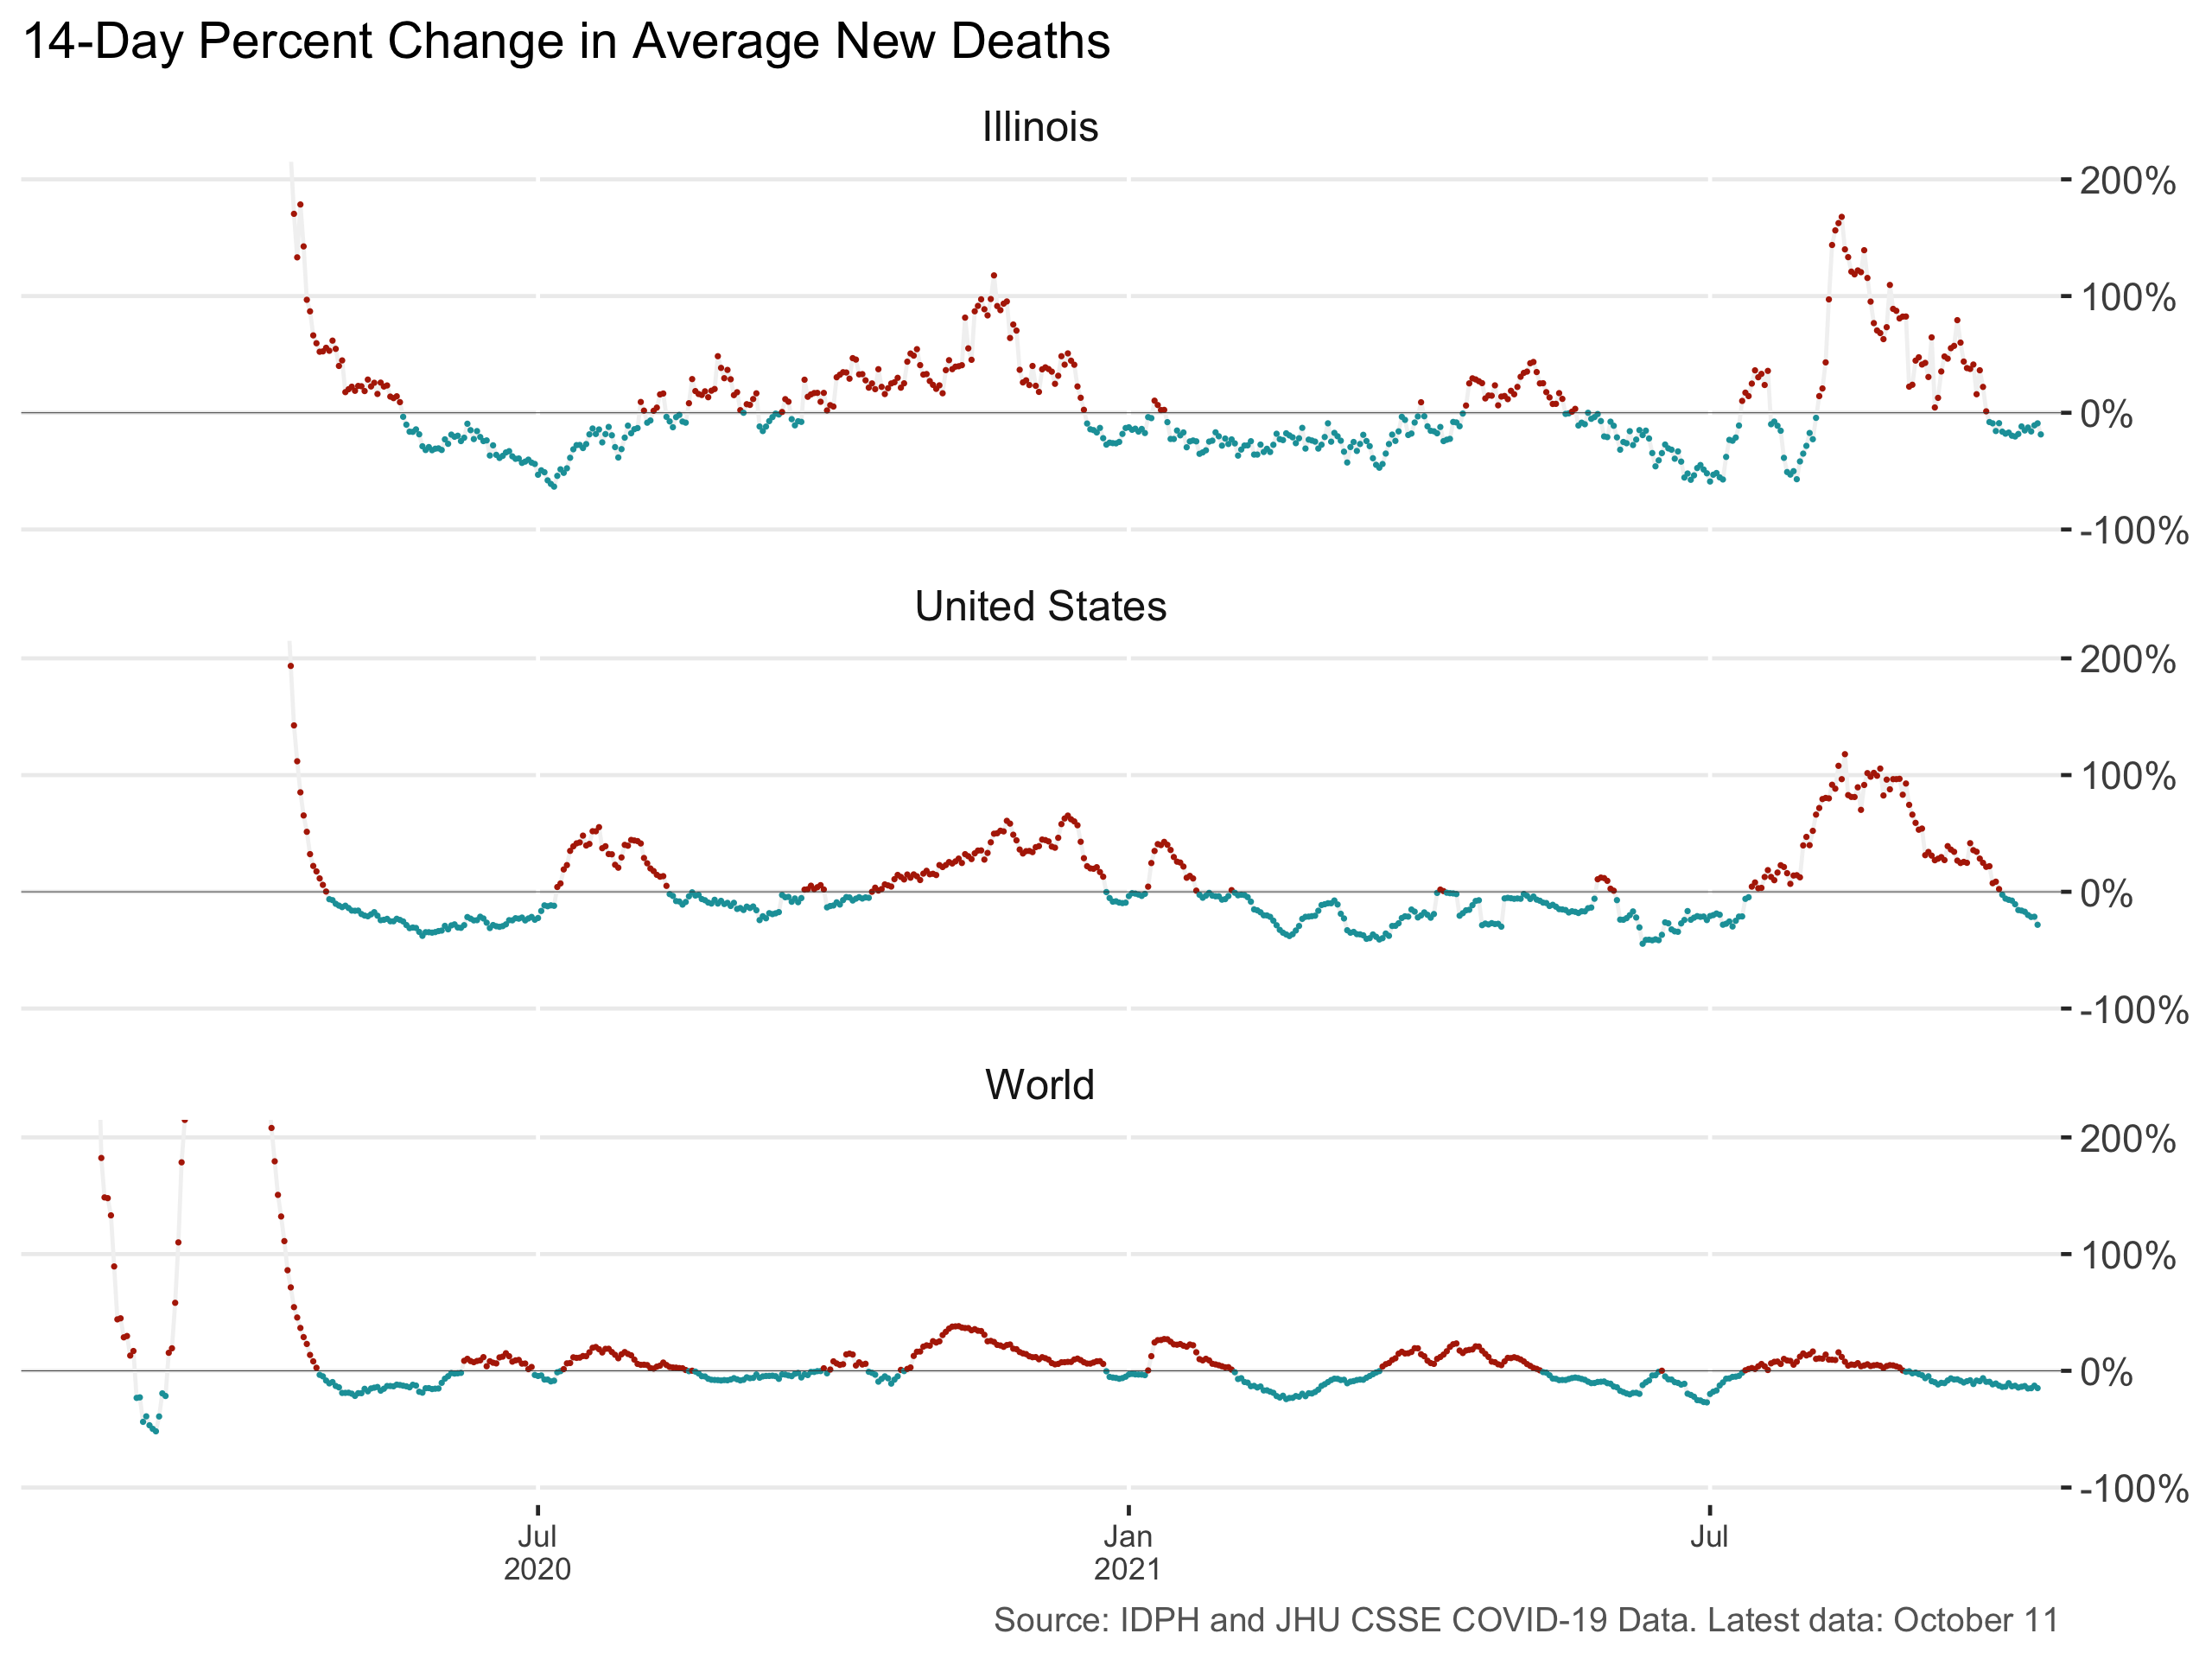 14-Day Percent Change in Average New Deaths
Illinois
200%
100%
0%
-100%
United States
200%
100%
0%
-100%
World
200%
100%
0%
-100%
Jul
2020
Jan
2021
Jul
Source: IDPH and JHU CSSE COVID-19 Data. Latest data: October 11